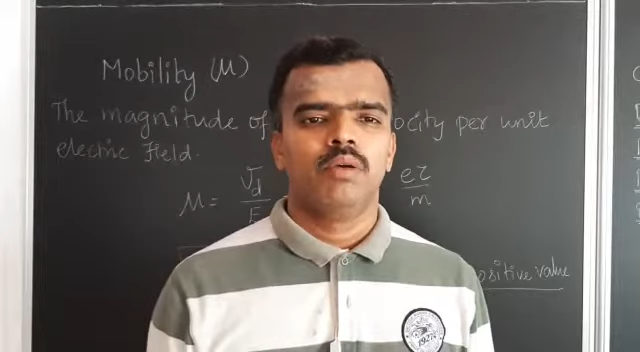 Mobility (μ)
The magnitude of ocity per unit
electric field.
μ = Vd/E eτ/m
ositive value